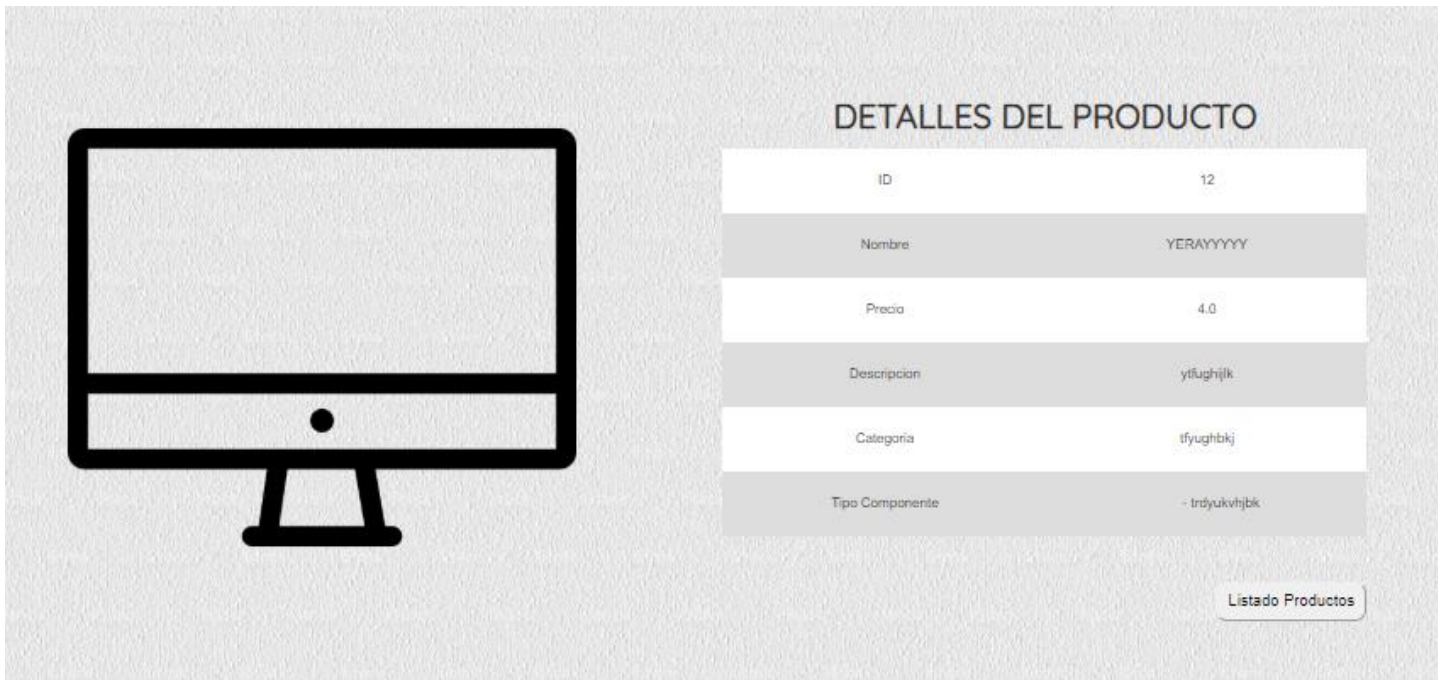 DETALLES DEL PRODUCTO
ID 12
Nombre YERAYYYYY
Precio 4.0
Descripcion ytfughijlk
Categoria tfyughbkj
Tipo Componente - trdyukvhjbk
Listado Productos